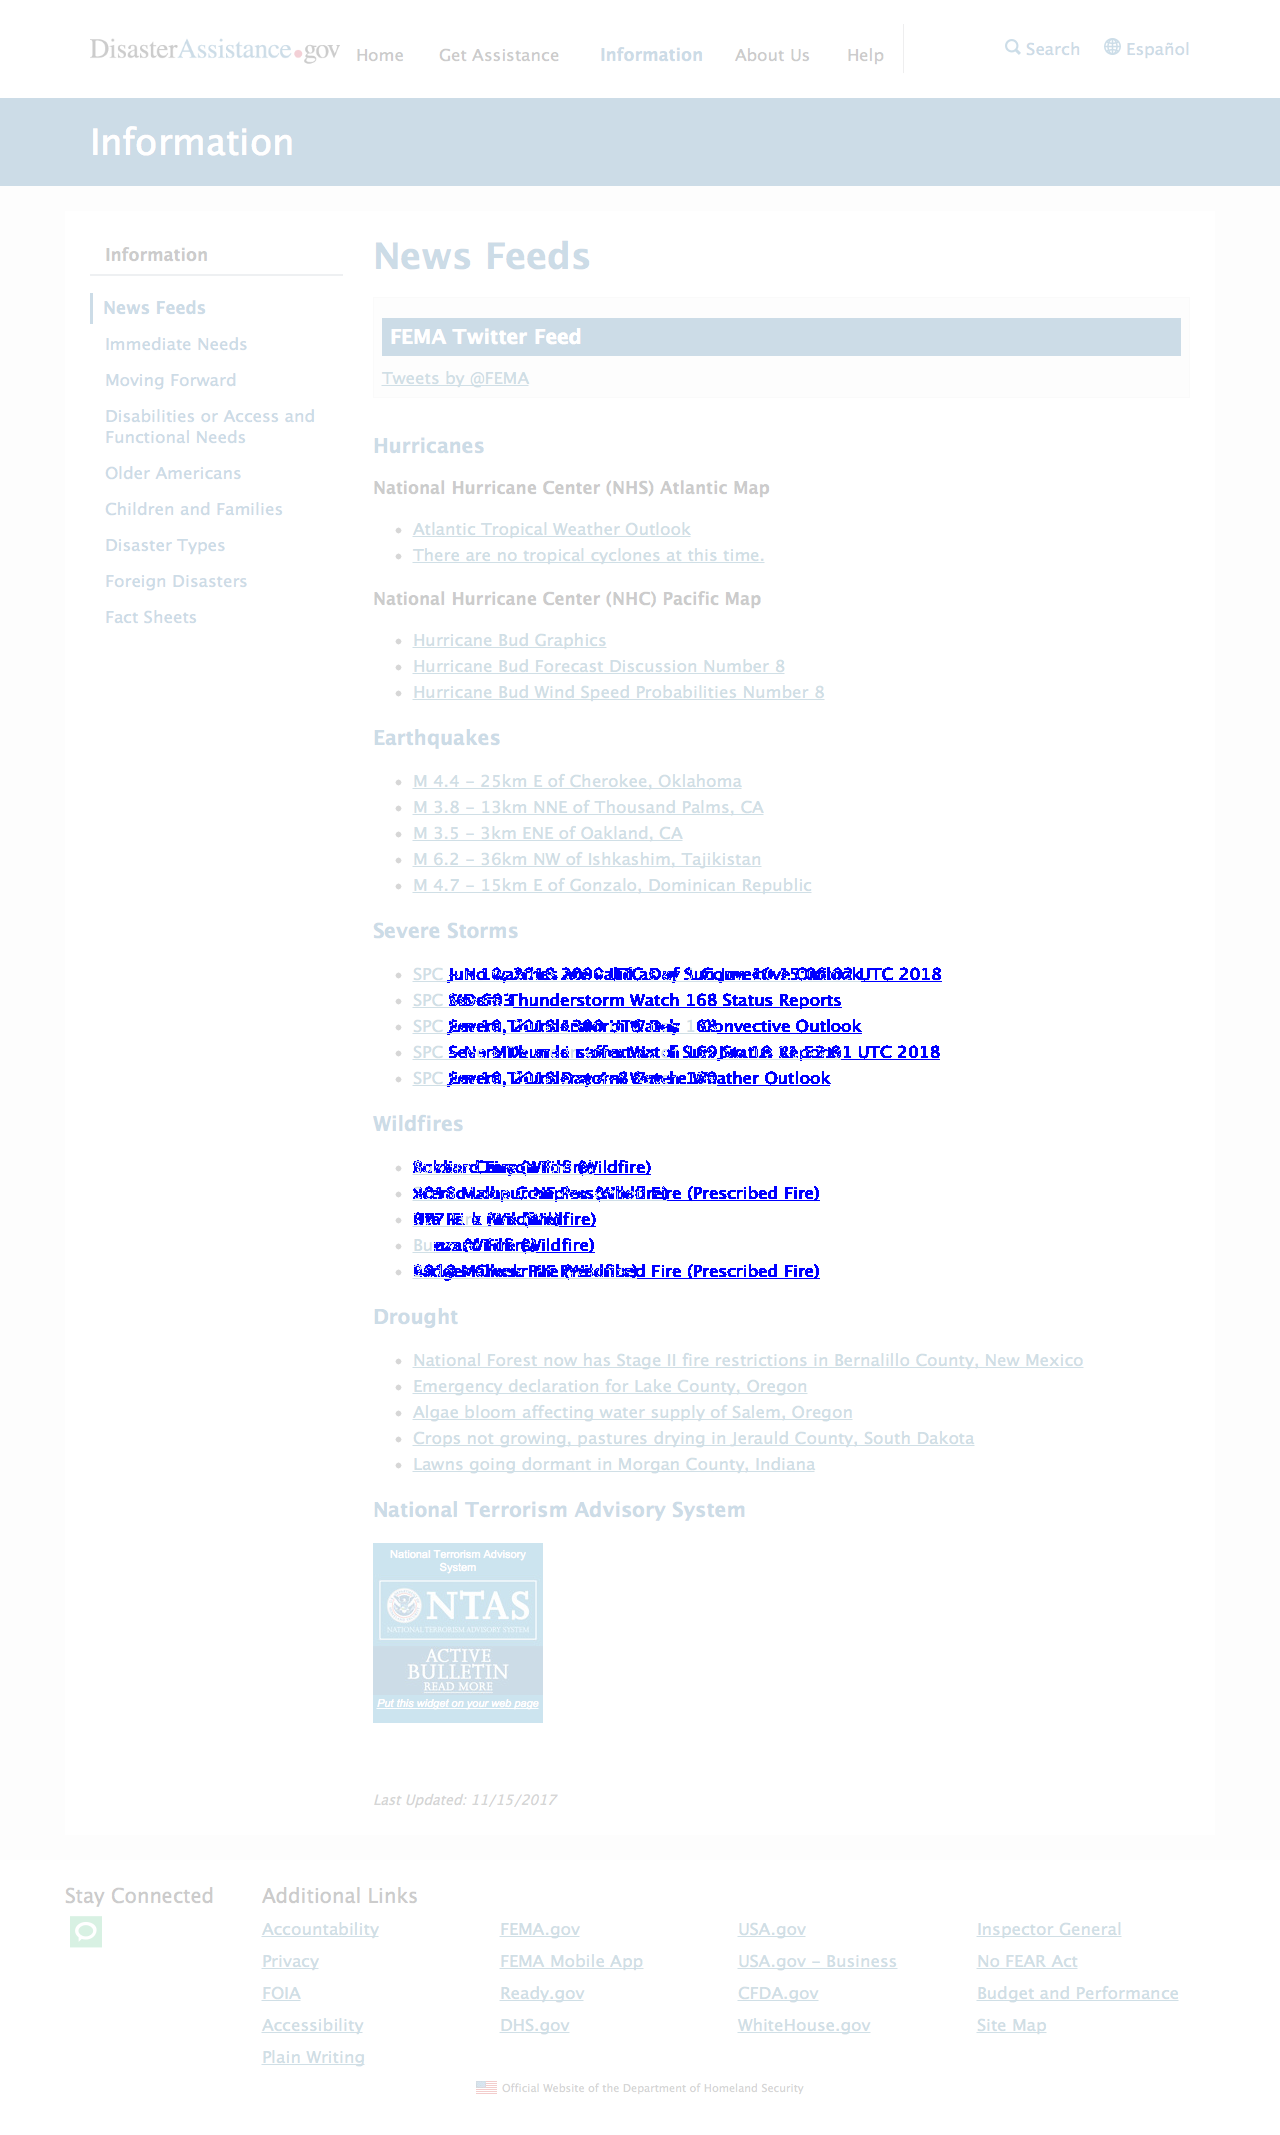 DisasterAssistance.gov
Home Get Assistance Information About Us Help
Search Español
Information
Information
News Feeds
Immediate Needs
Moving Forward
Disabilities or Access and
Functional Needs
Older Americans
Children and Families
Disaster Types
Foreign Disasters
Fact Sheets
News Feeds
FEMA Twitter Feed
Tweets by @FEMA
Hurricanes
National Hurricane Center (NHS) Atlantic Map
Atlantic Tropical Weather Outlook
There are no tropical cyclones at this time.
National Hurricane Center (NHC) Pacific Map
Hurricane Bud Graphics
Hurricane Bud Forecast Discussion Number 8
Hurricane Bud Wind Speed Probabilities Number 8
Earthquakes
M 4.4 - 25km E of Cherokee, Oklahoma
M 3.8 - 13km NNE of Thousand Palms, CA
M 3.5 - 3km ENE of Oakland, CA
M 6.2 - 36km NW of Ishkashim, Tajikistan
M 4.7 - 15km E of Gonzalo, Dominican Republic
Severe Storms
SPC UTC 2018
SPC Thunderstorm Watch 168 Status Reports
SPC Convective Outlook
SPC UTC 2018
SPC Weather Outlook
Wildfires
(Wildfire)
Fire (Prescribed Fire)
(Wildfire)
Fire (Prescribed Fire)
Drought
National Forest now has Stage II fire restrictions in Bernalillo County, New Mexico
Emergency declaration for Lake County, Oregon
Algae bloom affecting water supply of Salem, Oregon
Crops not growing, pastures drying in Jerauld County, South Dakota
Lawns going dormant in Morgan County, Indiana
National Terrorism Advisory System
National Terrorism Advisory
System
NTAS
NATIONAL TERRORISM ADVISORY SYSTEM
ACTIVE
BULLETIN
READ MORE
Put this widget on your web page
Last Updated: 11/15/2017
Stay Connected
Additional Links
Accountability FEMA.gov USA.gov Inspector General
Privacy FEMA Mobile App USA.gov - Business No FEAR Act
FOIA Ready.gov CFDA.gov Budget and Performance
Accessibility DHS.gov WhiteHouse.gov Site Map
Plain Writing
Official Website of the Department of Homeland Security